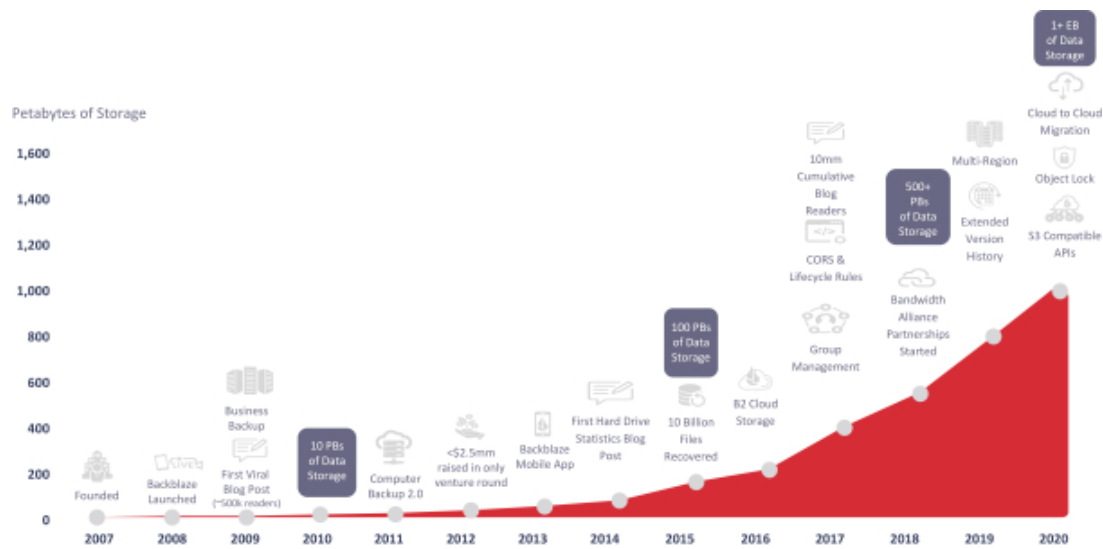 1+ EB
of Data
Storage
Petabytes of Storage
Cloud to Cloud
Migration
1,600
10mm
Cumulative
Blog
Readers
Multi-Region
Object Lock
1,400
500+
PBs
of Data
Storage
Extended
Version
History
S3 Compatible
APIs
1,200
CORS &
Lifecycle Rules
1,000
Bandwidth
Alliance
Partnerships
Started
800
100 PBs
of Data
Storage
Group
Management
600
Business
Backup
B2 Cloud
Storage
400
10 PBs
of Data
Storage
First Hard Drive
Statistics Blog
Post
10 Billion
Files
Recovered
<$2.5mm
raised in only
venture round
Backblaze
Mobile App
200
Founded
Backblaze
Launched
First Viral
Blog Post
(~500k readers)
Computer
Backup 2.0
0
2007 2008 2009 2010 2011 2012 2013 2014 2015 2016 2017 2018 2019 2020